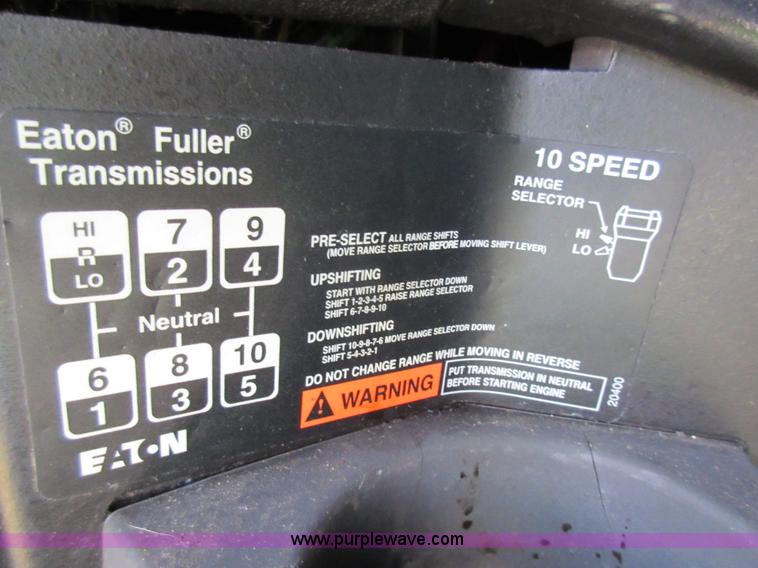 Eaton® Fuller®
Transmissions
10 SPEED
RANGE
SELECTOR
HI
LO
HI
R
LO
7
2
9
4
Neutral
6
1
8
3
10
5
EATON
PRE-SELECT ALL RANGE SHIFTS
(MOVE RANGE SELECTOR BEFORE MOVING SHIFT LEVER)
UPSHIFTING
START WITH RANGE SELECTOR DOWN
SHIFT 1-2-3-4-5 RAISE RANGE SELECTOR
SHIFT 6-7-8-9-10
DOWNSHIFTING
SHIFT 10-9-8-7-6 MOVE RANGE SELECTOR DOWN
SHIFT 5-4-3-2-1
DO NOT CHANGE RANGE WHILE MOVING IN REVERSE
WARNING
PUT TRANSMISSION IN NEUTRAL
BEFORE STARTING ENGINE
20400
www.purplewave.com